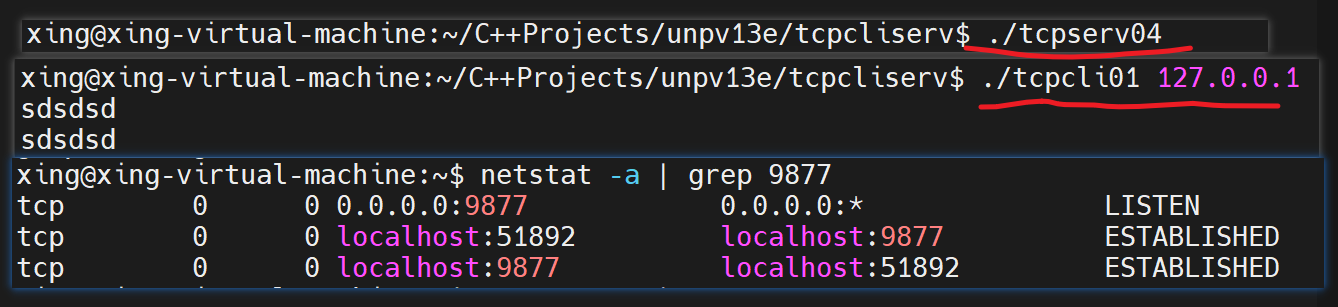 xing@xing-virtual-machine:~/C++Projects/unpv13e/tcpcliserv$ ./tcpserv04
xing@xing-virtual-machine:~/C++Projects/unpv13e/tcpcliserv$ ./tcpcli01 127.0.0.1
sdsdsd
sdsdsd
xing@xing-virtual-machine:~$ netstat -a | grep 9877
tcp        0      0 0.0.0.0:9877            0.0.0.0:*               LISTEN
tcp        0      0 localhost:51892         localhost:9877          ESTABLISHED
tcp        0      0 localhost:9877          localhost:51892         ESTABLISHED